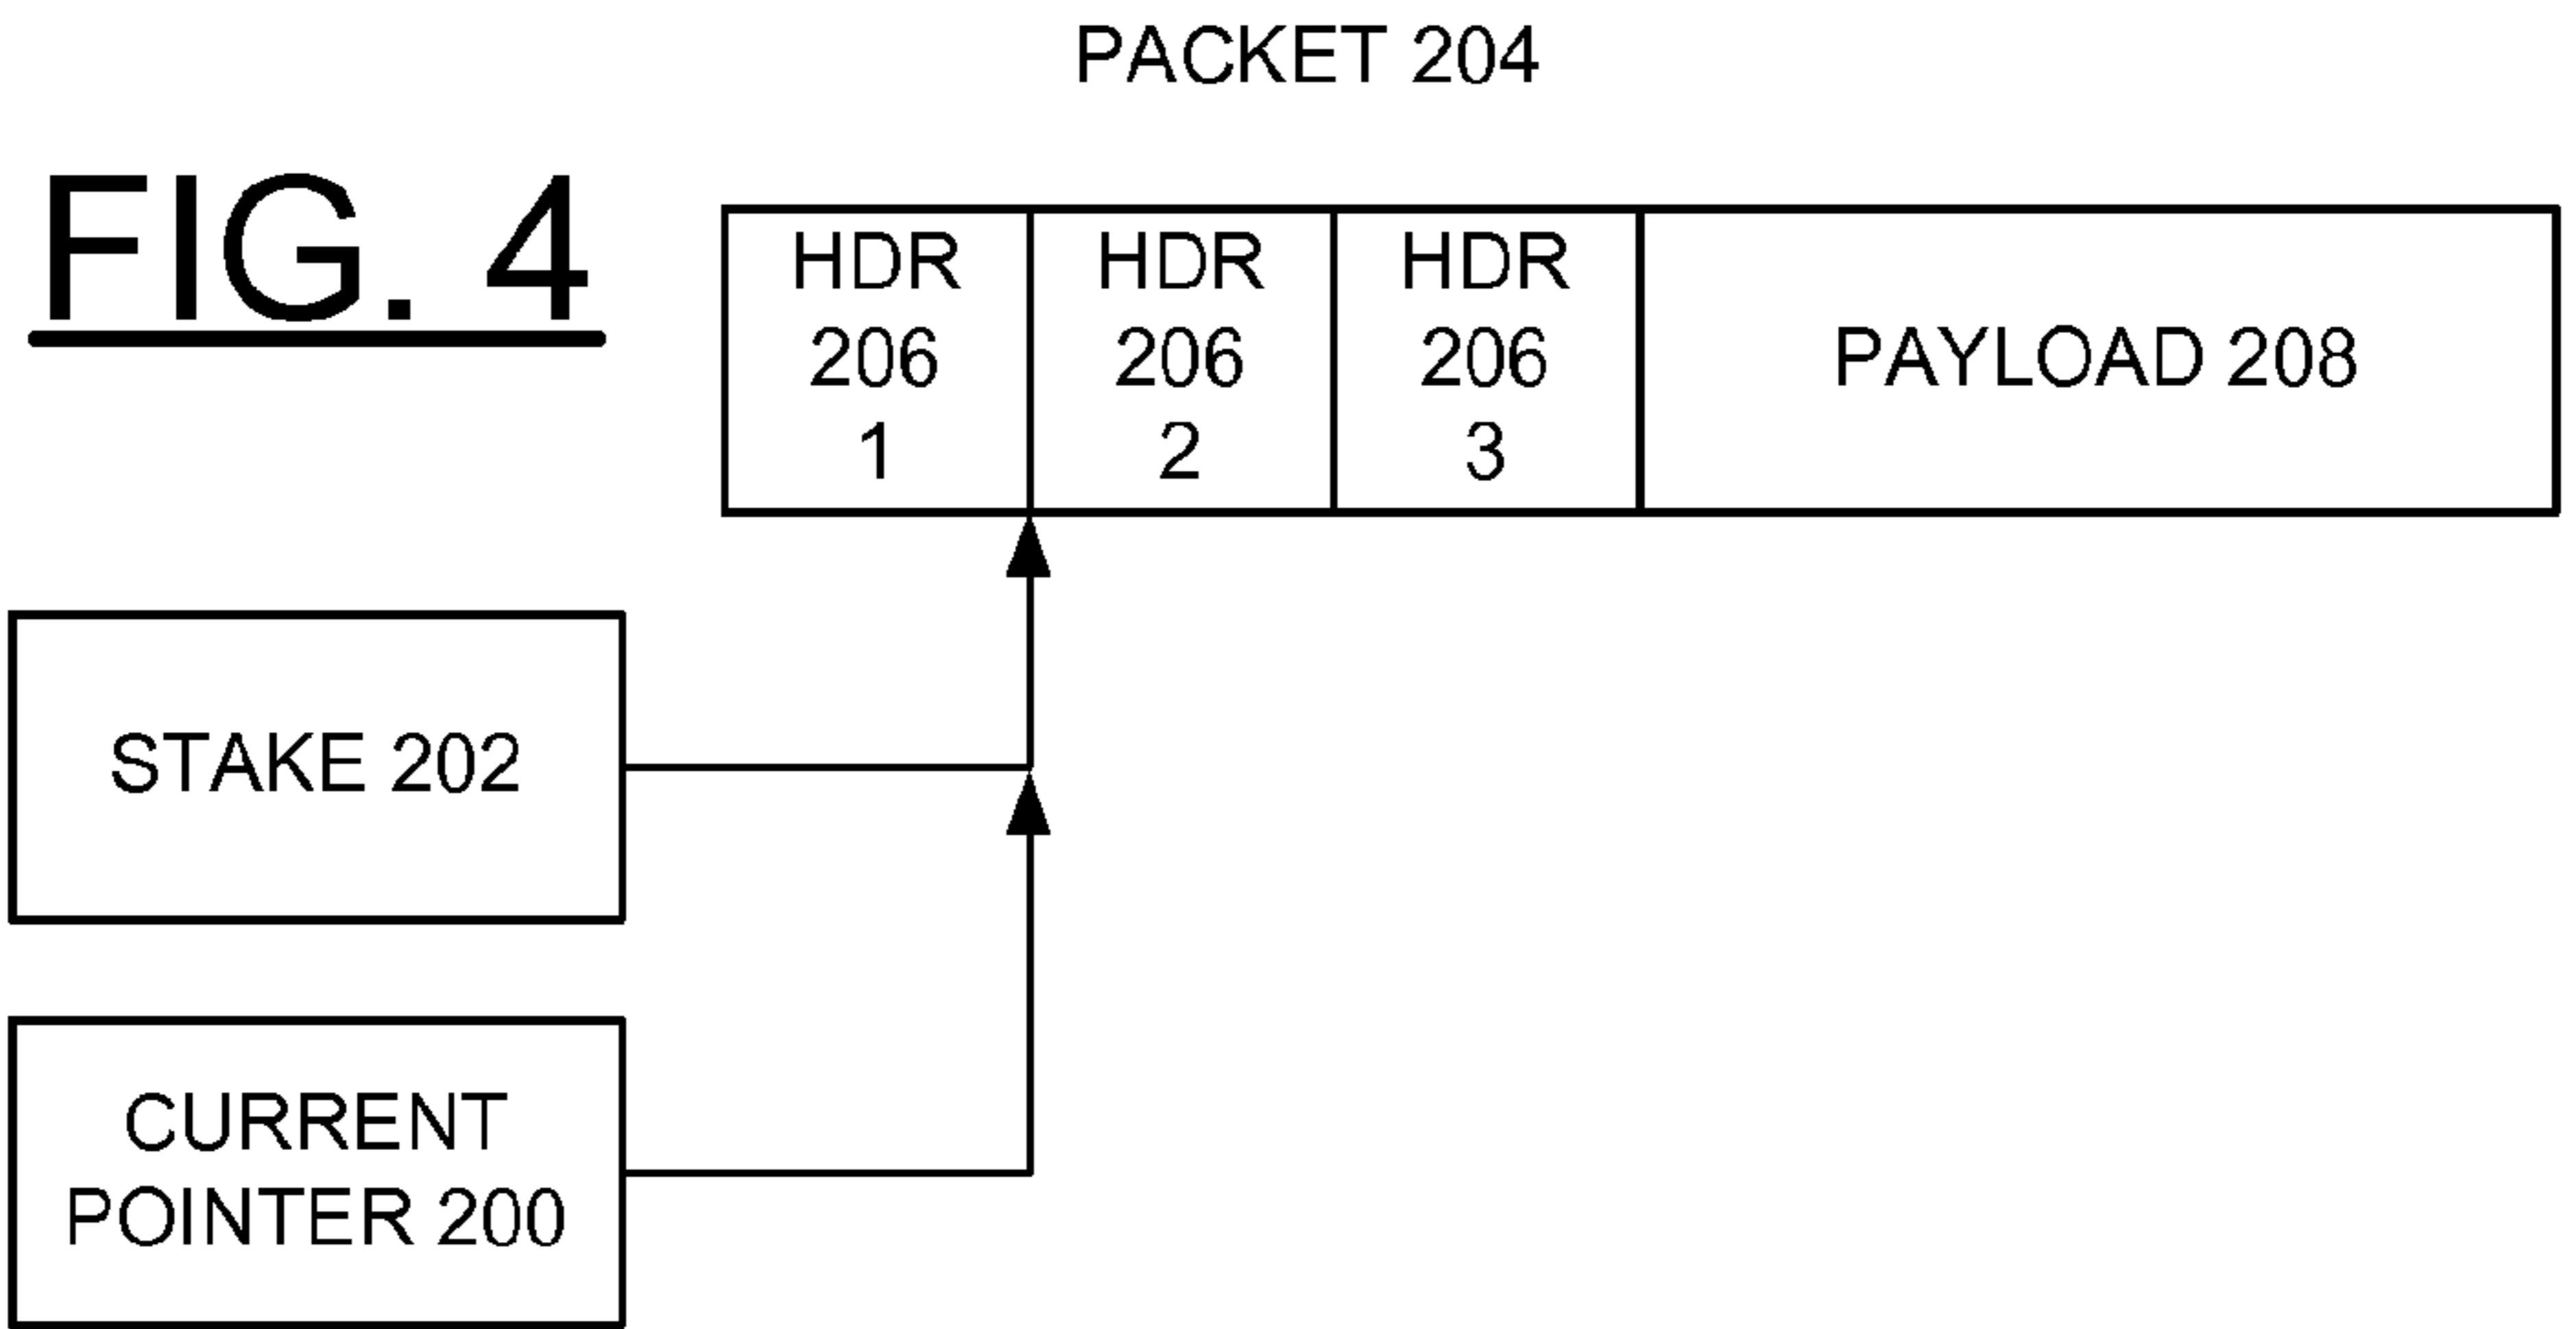 PACKET 204
FIG. 4
HDR
206
1
HDR
206
2
HDR
206
3
PAYLOAD 208
STAKE 202
CURRENT
POINTER 200